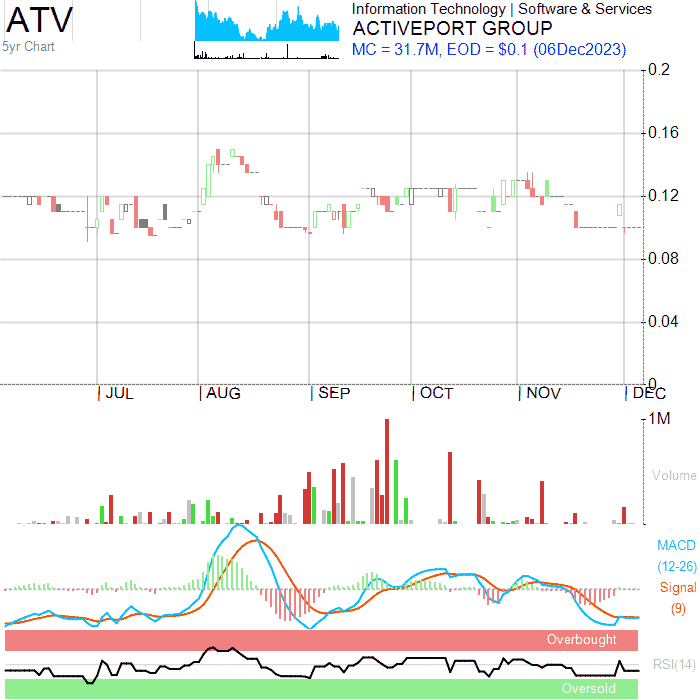 ATV
5yr Chart
Information Technology | Software & Services
ACTIVEPORT GROUP
MC = 31.7M, EOD = $0.1 (06Dec2023)
0.2
0.16
0.12
0.08
0.04
0
| JUL | AUG | SEP | OCT | NOV | DEC
1M
Volume
MACD
(12-26)
Signal
(9)
Overbought
RSI(14)
Oversold